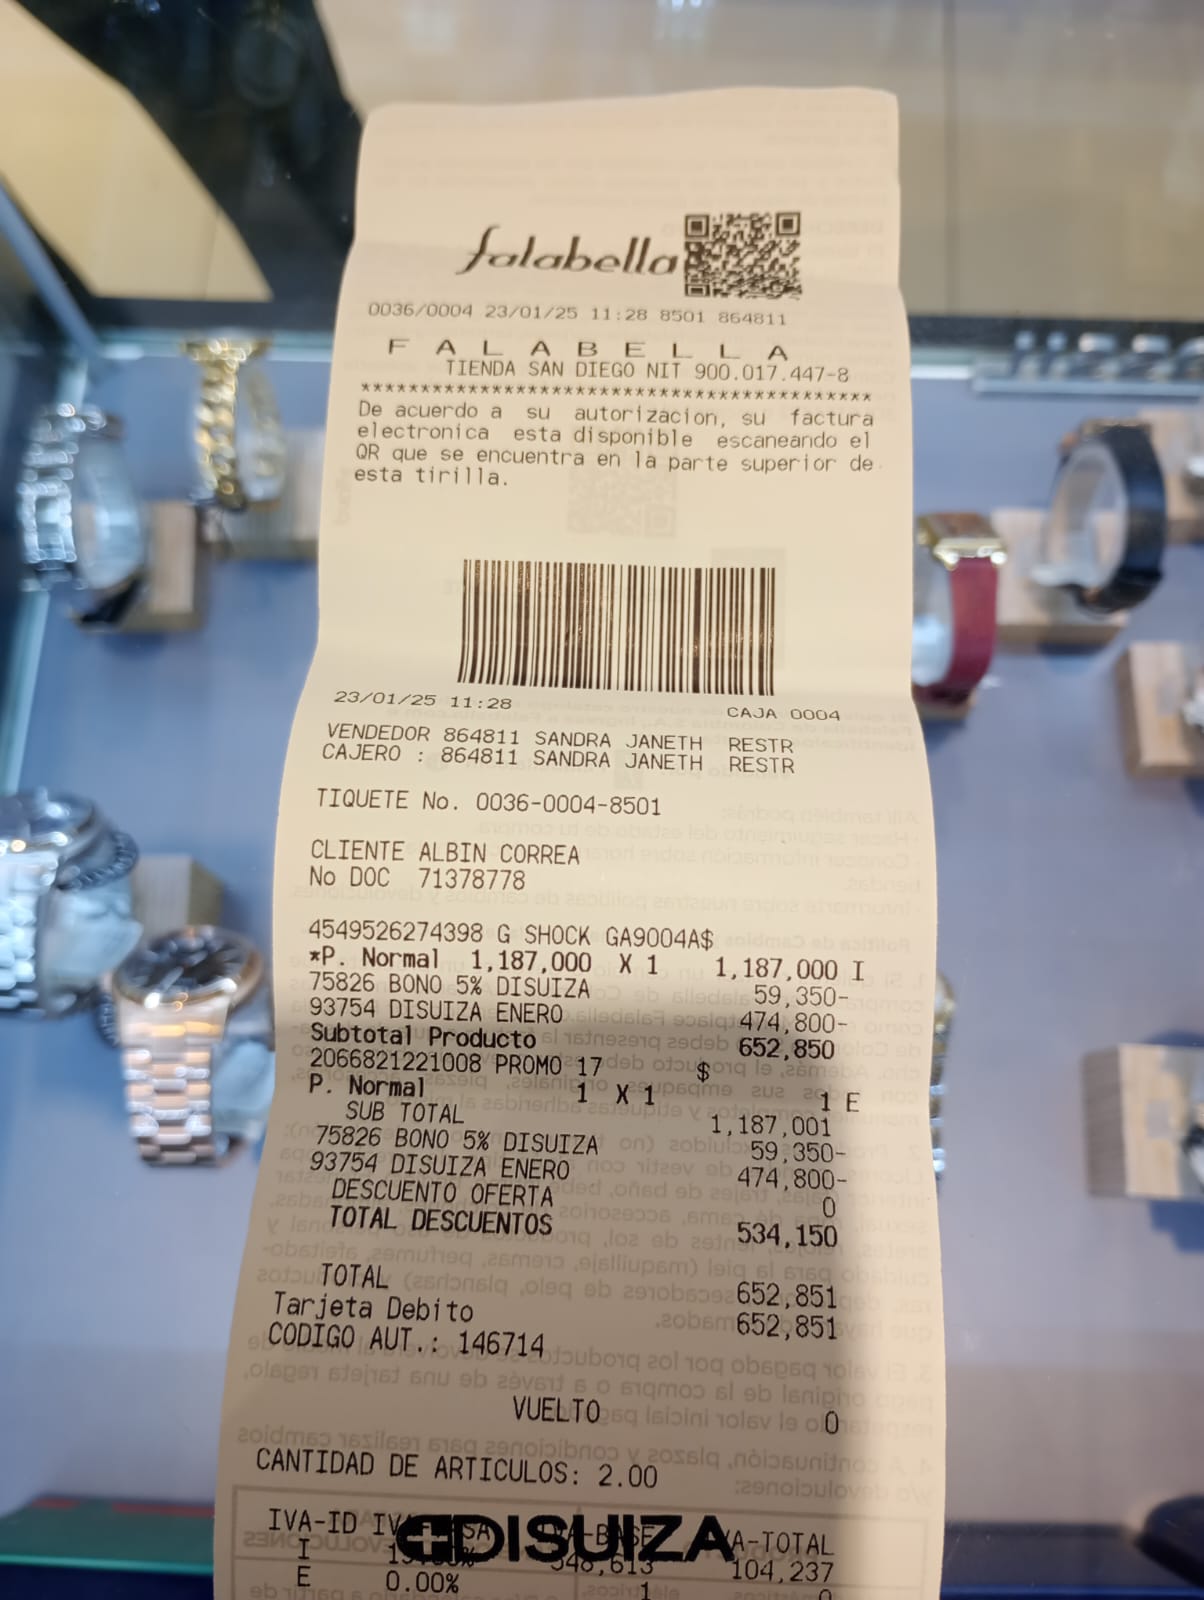 falabella
0036/0004 23/01/25 11:28 8501 864811
F A L A B E L L A
TIENDA SAN DIEGO NIT 900.017.447-8
********************************************
De acuerdo a su autorizacion, su factura
electronica esta disponible escaneando el
QR que se encuentra en la parte superior de
esta tirilla.
23/01/25 11:28 CAJA 0004
VENDEDOR 864811 SANDRA JANETH RESTR
CAJERO : 864811 SANDRA JANETH RESTR
TIQUETE No. 0036-0004-8501
CLIENTE ALBIN CORREA
No DOC 71378778
4549526274398 G SHOCK GA9004A$
*P. Normal 1,187,000 X 1 1,187,000 I
75826 BONO 5% DISUIZA 59,350-
93754 DISUIZA ENERO 474,800-
Subtotal Producto 652,850
2066821221008 PROMO 17 $
P. Normal 1 X 1 1 E
SUB TOTAL 1,187,001
75826 BONO 5% DISUIZA 59,350-
93754 DISUIZA ENERO 474,800-
DESCUENTO OFERTA 0
TOTAL DESCUENTOS 534,150
TOTAL 652,851
Tarjeta Debito 652,851
CODIGO AUT.: 146714
VUELTO 0
CANTIDAD DE ARTICULOS: 2.00
IVA-ID
DISUIZA
I 548,613 104,237
E 0.00% 1 0